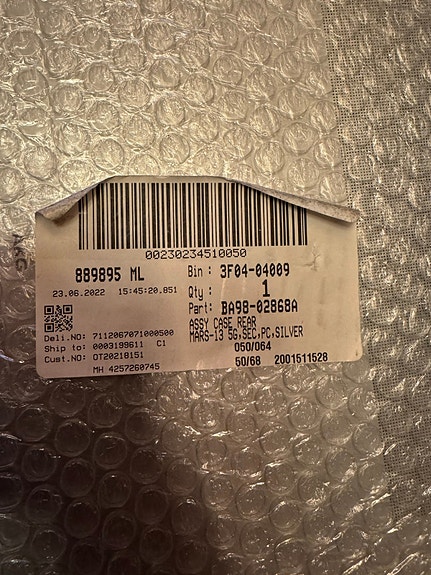 00230234510050
889895 ML
Bin : 3F04-04009
23.06.2022 15:45:20.851
Qty : 1
Part: BA98-02868A
ASSY CASE REAR
MARS-13 5G,SEC,PC,SILVER
Deli.NO: 7112067071000500
050/064
Ship to: 0003199611 C1
Cust.NO: OT20218151
60/68 2001511528
MH 4257260745